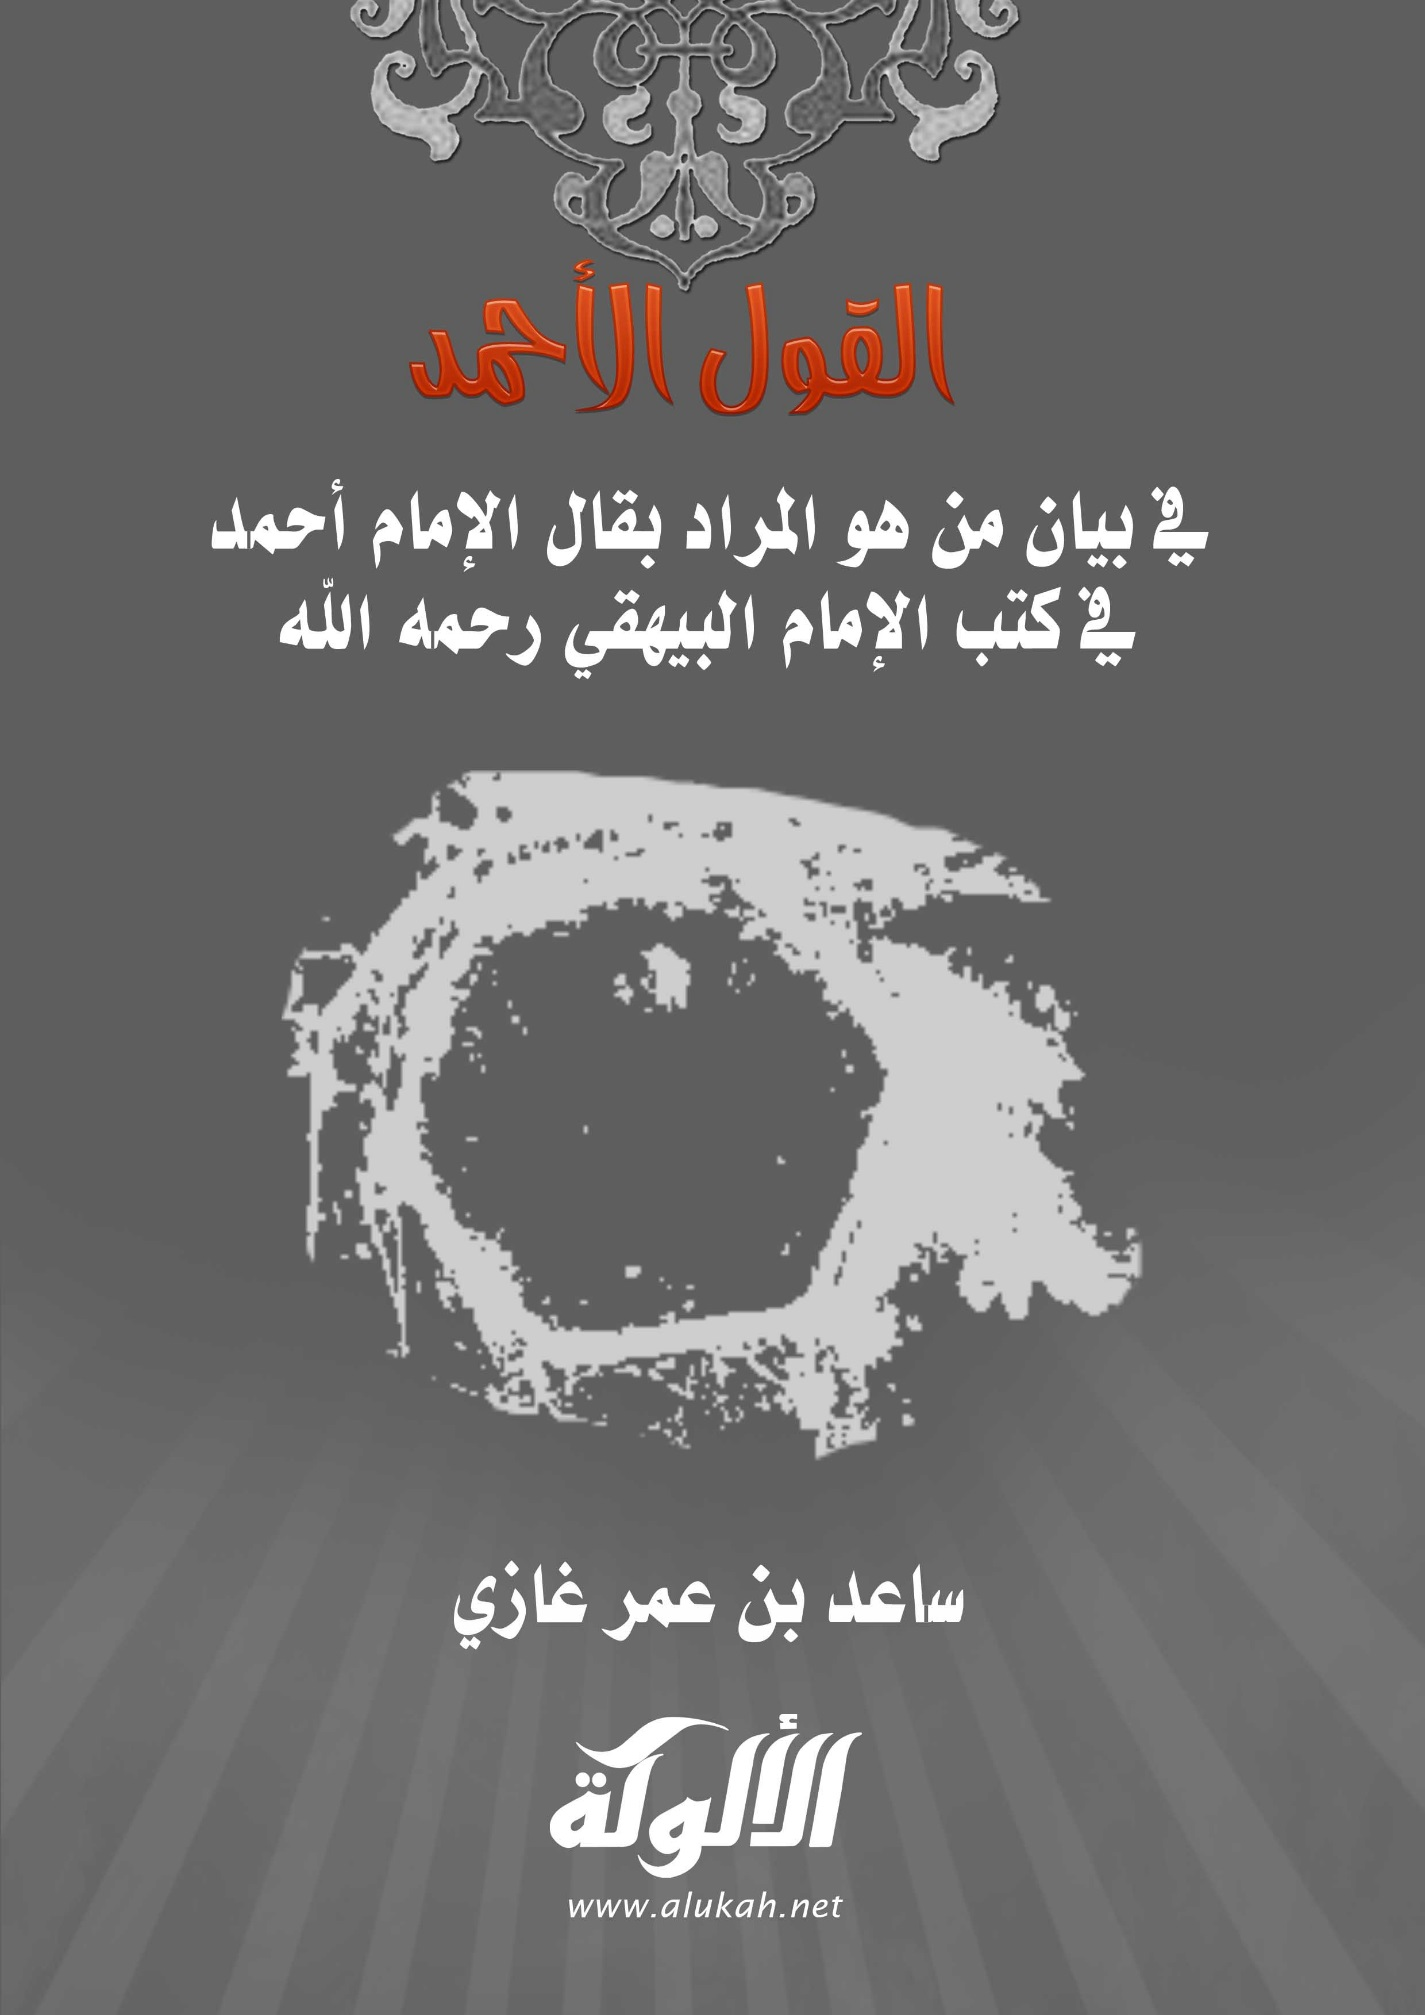 القول الأحمد
في بيان من هو المراد بقال الإمام أحمد
في كتب الإمام البيهقي رحمه الله
ساعد بن عمر غازي
الألوكة
www.alukah.net